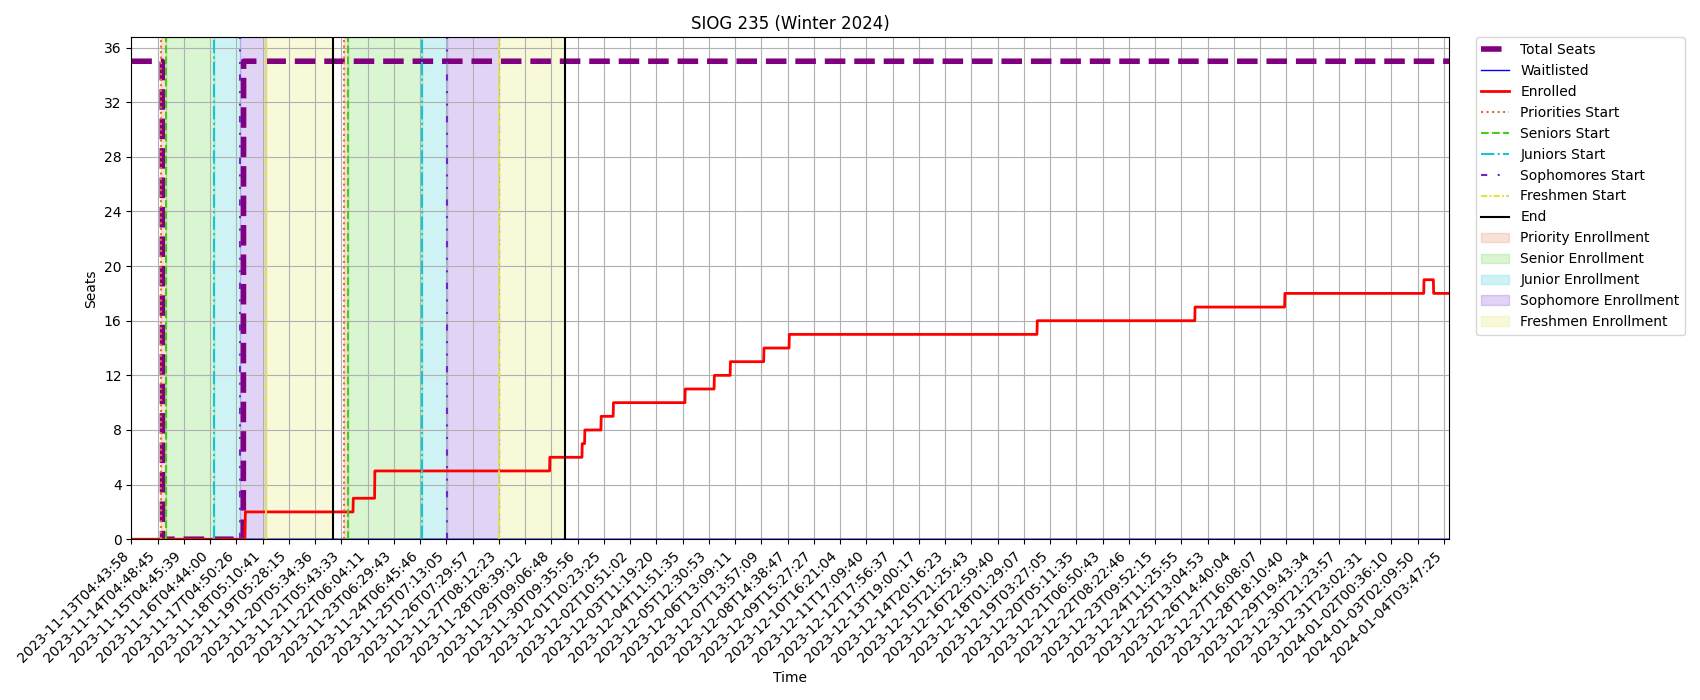 SIOG 235 (Winter 2024)
Seats
36
32
28
24
20
16
12
8
4
0
2023-11-13T04:43:58
2023-11-14T04:48:45
2023-11-15T04:45:39
2023-11-16T04:44:00
2023-11-17T04:50:26
2023-11-18T05:10:41
2023-11-19T05:28:15
2023-11-20T05:34:36
2023-11-21T05:43:33
2023-11-22T06:04:11
2023-11-23T06:29:43
2023-11-24T06:45:46
2023-11-26T07:13:05
2023-11-27T07:29:57
2023-11-28T08:12:23
2023-11-28T08:39:12
2023-11-29T09:06:48
2023-11-30T09:35:56
2023-12-01T10:23:25
2023-12-02T10:51:02
2023-12-03T11:19:20
2023-12-04T11:51:35
2023-12-05T12:30:53
2023-12-06T13:09:11
2023-12-07T13:57:09
2023-12-08T14:38:47
2023-12-09T15:27:27
2023-12-10T16:21:04
2023-12-11T17:09:40
2023-12-12T17:56:37
2023-12-13T19:00:17
2023-12-14T20:16:23
2023-12-15T21:25:43
2023-12-16T22:59:40
2023-12-18T01:29:07
2023-12-19T03:27:05
2023-12-20T05:11:35
2023-12-21T06:50:43
2023-12-22T08:22:46
2023-12-23T09:52:15
2023-12-24T11:25:55
2023-12-25T13:04:53
2023-12-26T14:40:04
2023-12-27T16:08:07
2023-12-28T18:10:40
2023-12-29T19:43:34
2023-12-30T21:23:57
2023-12-31T23:02:31
2024-01-02T00:36:10
2024-01-03T02:09:50
2024-01-04T03:47:25
Time
Total Seats
Waitlisted
Enrolled
Priorities Start
Seniors Start
Juniors Start
Sophomores Start
Freshmen Start
End
Priority Enrollment
Senior Enrollment
Junior Enrollment
Sophomore Enrollment
Freshmen Enrollment